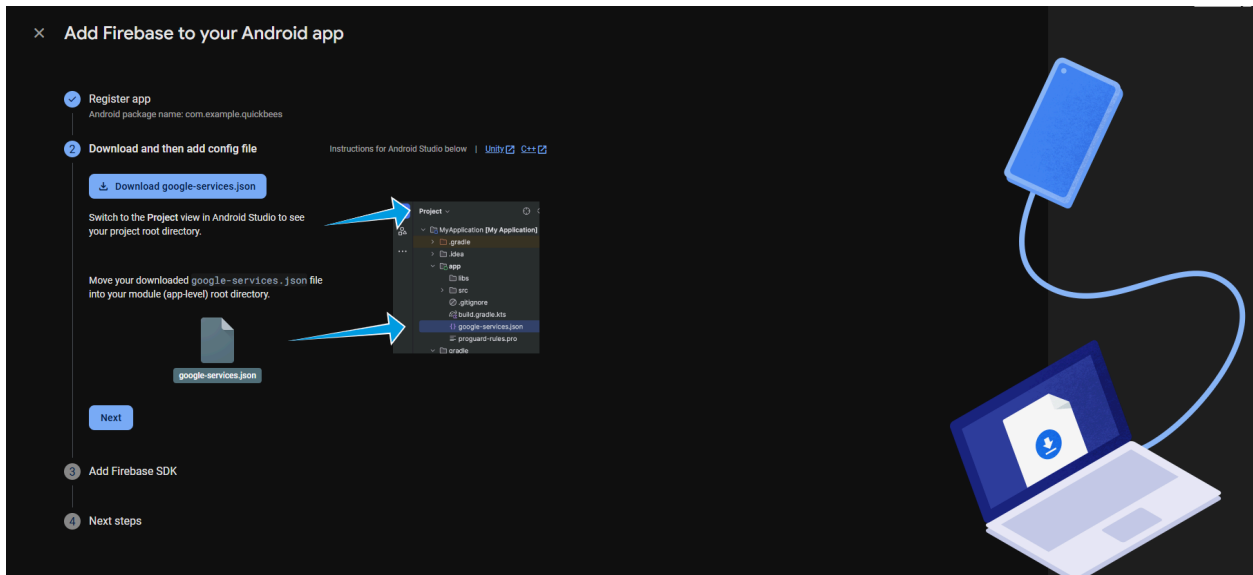 Add Firebase to your Android app
Register app
Android package name: com.example.quickbees
2
Download and then add config file
Instructions for Android Studio below | Unity C++
Download google-services.json
Switch to the Project view in Android Studio to see
your project root directory.
Move your downloaded google-services.json file
into your module (app-level) root directory.
google-services.json
Project
MyApplication [My Application]
.gradle
.idea
app
libs
src
.gitignore
build.gradle.kts
google-services.json
proguard-rules.pro
gradle
Next
3
Add Firebase SDK
4
Next steps